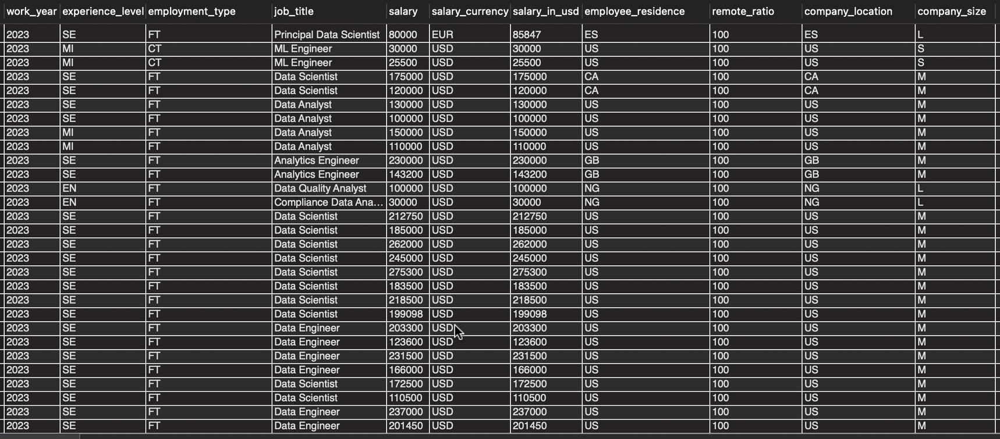 work_year experience_level employment_type job_title salary salary_currency salary_in_usd employee_residence remote_ratio company_location company_size
2023 SE FT Principal Data Scientist 80000 EUR 85847 ES 100 ES L
2023 MI CT ML Engineer 30000 USD 30000 US 100 US S
2023 MI CT ML Engineer 25500 USD 25500 US 100 US S
2023 SE FT Data Scientist 175000 USD 175000 CA 100 CA M
2023 SE FT Data Scientist 120000 USD 120000 CA 100 CA M
2023 SE FT Data Analyst 130000 USD 130000 US 100 US M
2023 SE FT Data Analyst 100000 USD 100000 US 100 US M
2023 MI FT Data Analyst 150000 USD 150000 US 100 US M
2023 MI FT Data Analyst 110000 USD 110000 US 100 US M
2023 SE FT Analytics Engineer 230000 USD 230000 GB 100 GB M
2023 SE FT Analytics Engineer 143200 USD 143200 GB 100 GB M
2023 EN FT Data Quality Analyst 100000 USD 100000 NG 100 NG L
2023 EN FT Compliance Data Ana... 30000 USD 30000 NG 100 NG L
2023 SE FT Data Scientist 212750 USD 212750 US 100 US M
2023 SE FT Data Scientist 185000 USD 185000 US 100 US M
2023 SE FT Data Scientist 262000 USD 262000 US 100 US M
2023 SE FT Data Scientist 245000 USD 245000 US 100 US M
2023 SE FT Data Scientist 275300 USD 275300 US 100 US M
2023 SE FT Data Scientist 183500 USD 183500 US 100 US M
2023 SE FT Data Scientist 218500 USD 218500 US 100 US M
2023 SE FT Data Scientist 199098 USD 199098 US 100 US M
2023 SE FT Data Engineer 203300 USD 203300 US 100 US M
2023 SE FT Data Engineer 123600 USD 123600 US 100 US M
2023 SE FT Data Engineer 231500 USD 231500 US 100 US M
2023 SE FT Data Engineer 166000 USD 166000 US 100 US M
2023 SE FT Data Scientist 172500 USD 172500 US 100 US M
2023 SE FT Data Scientist 110500 USD 110500 US 100 US M
2023 SE FT Data Engineer 237000 USD 237000 US 100 US M
2023 SE FT Data Engineer 201450 USD 201450 US 100 US M